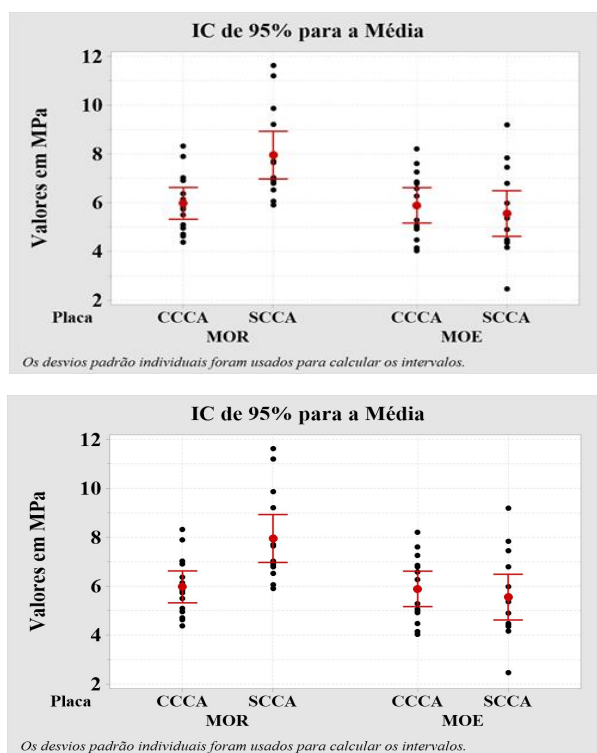 IC de 95% para a Média
12
10
8
6
4
2
Valores em MPa
Placa CCCA SCCA CCCA SCCA
MOR MOE
Os desvios padrão individuais foram usados para calcular os intervalos.
IC de 95% para a Média
12
10
8
6
4
2
Valores em MPa
Placa CCCA SCCA CCCA SCCA
MOR MOE
Os desvios padrão individuais foram usados para calcular os intervalos.